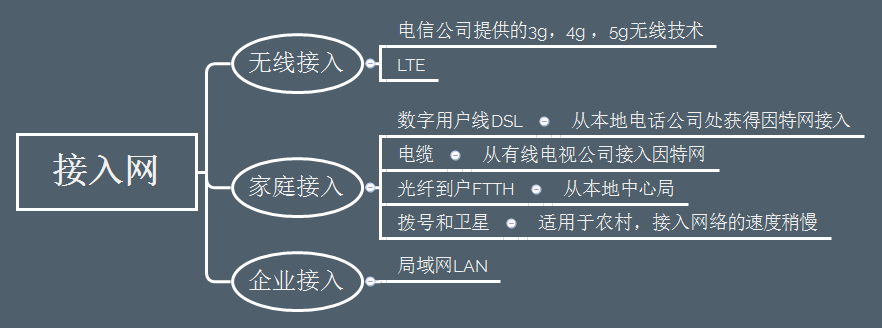 接入网
无线接入
电信公司提供的3g，4g，5g无线技术
LTE
家庭接入
数字用户线DSL
从本地电话公司处获得因特网接入
电缆
从有线电视公司接入因特网
光纤到户FTTH
从本地中心局
拨号和卫星
适用于农村，接入网络的速度稍慢
企业接入
局域网LAN